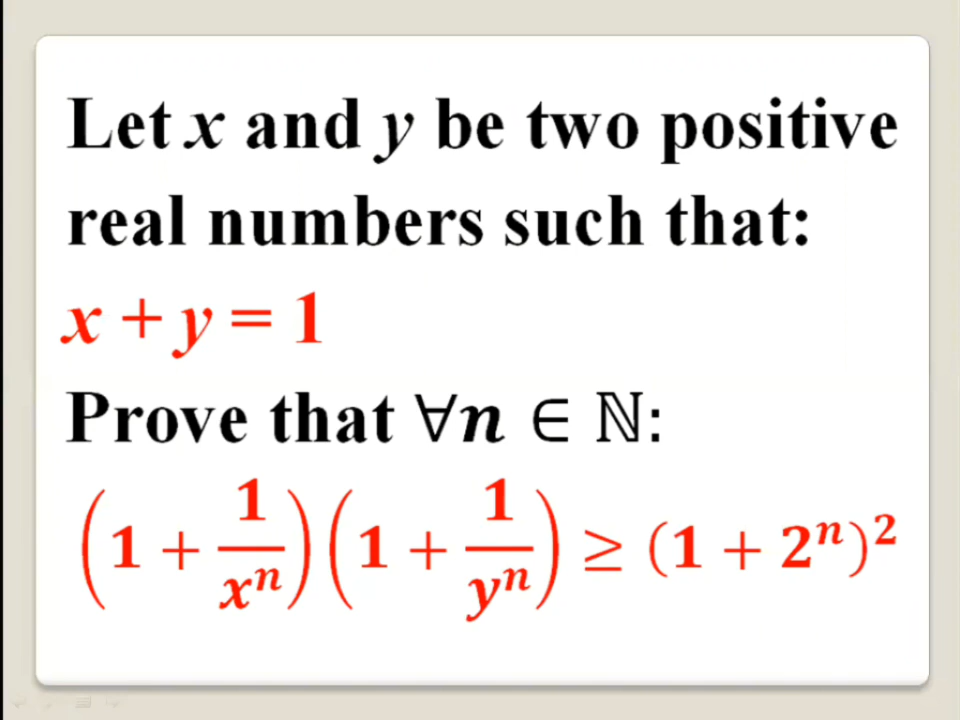 Let x and y be two positive
real numbers such that:
x + y = 1
Prove that ∀n ∈ ℕ:
(1 + 1/xⁿ)(1 + 1/yⁿ) ≥ (1 + 2ⁿ)²